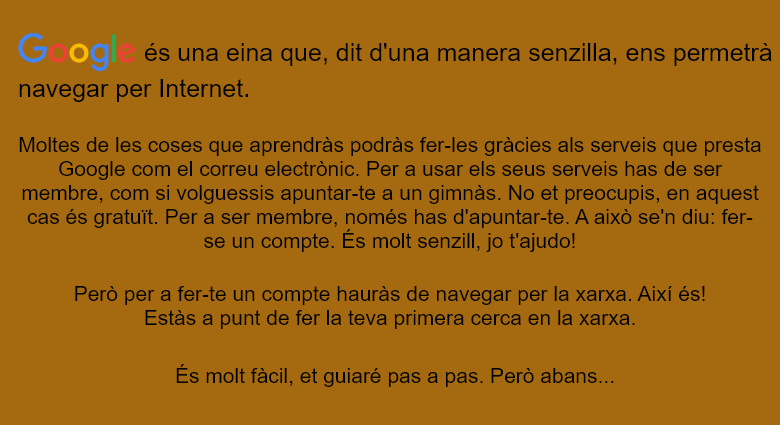 Google és una eina que, dit d'una manera senzilla, ens permetrà
navegar per Internet.
Moltes de les coses que aprendràs podràs fer-les gràcies als serveis que presta
Google com el correu electrònic. Per a usar els seus serveis has de ser
membre, com si volguessis apuntar-te a un gimnàs. No et preocupis, en aquest
cas és gratuït. Per a ser membre, només has d'apuntar-te. A això se'n diu: fer-
se un compte. És molt senzill, jo t'ajudo!
Però per a fer-te un compte hauràs de navegar per la xarxa. Així és!
Estàs a punt de fer la teva primera cerca en la xarxa.
És molt fàcil, et guiaré pas a pas. Però abans...